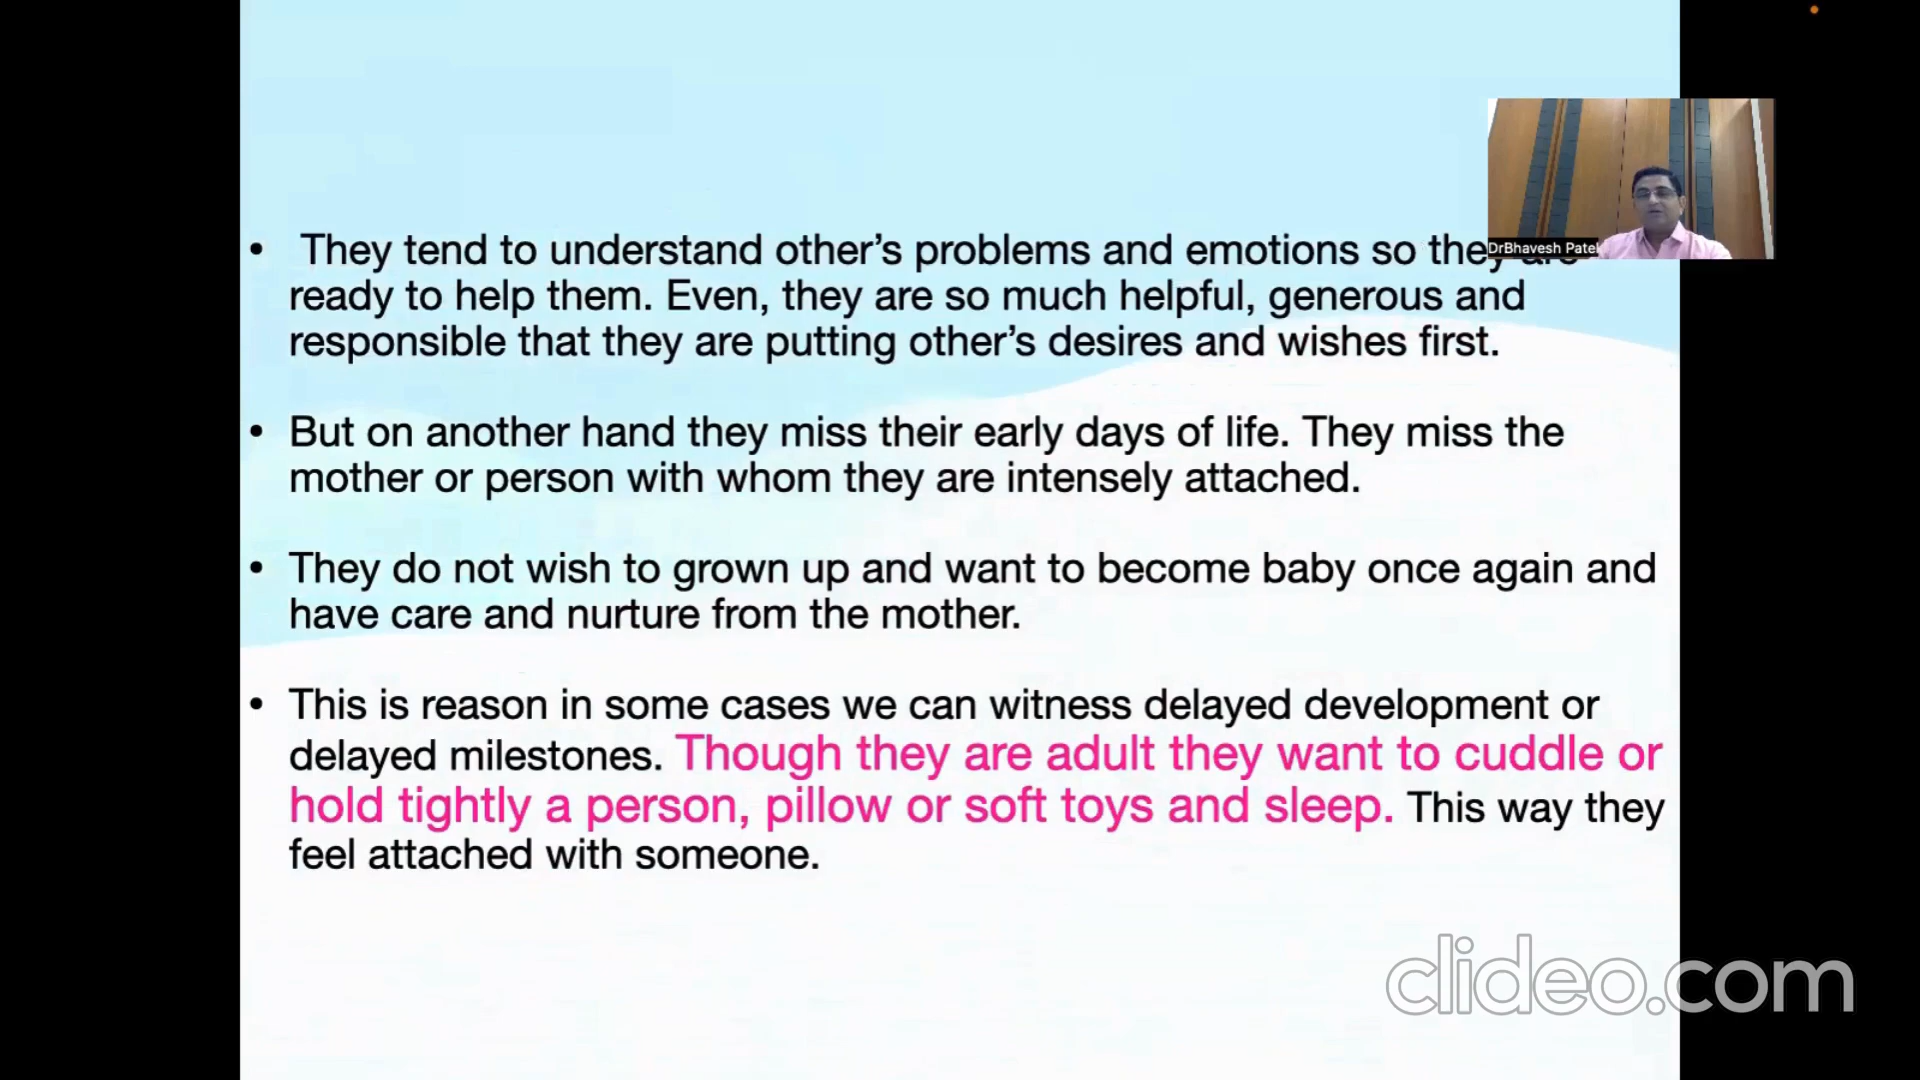 • They tend to understand other’s problems and emotions so they are
ready to help them. Even, they are so much helpful, generous and
responsible that they are putting other’s desires and wishes first.
• But on another hand they miss their early days of life. They miss the
mother or person with whom they are intensely attached.
• They do not wish to grown up and want to become baby once again and
have care and nurture from the mother.
• This is reason in some cases we can witness delayed development or
delayed milestones. Though they are adult they want to cuddle or
hold tightly a person, pillow or soft toys and sleep. This way they
feel attached with someone.
DrBhavesh Patel
clideo.com